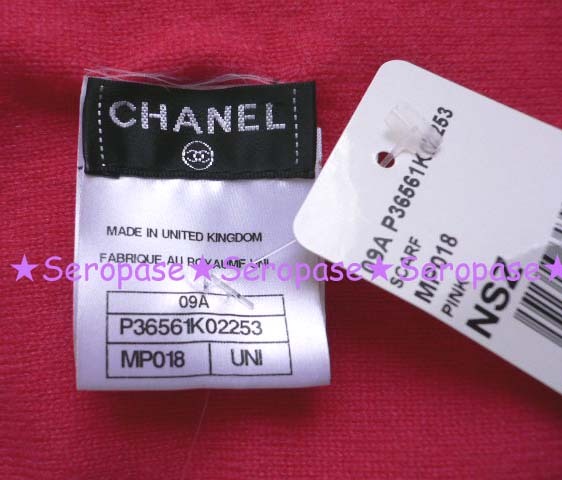 CHANEL
MADE IN UNITED KINGDOM
FABRIQUE AU ROYAUME UNI
09A
P36561K02253
MP018 UNI
09A P36561K02253
SCARF
MP018
PINK
★Seropase★Seropase★Seropase★